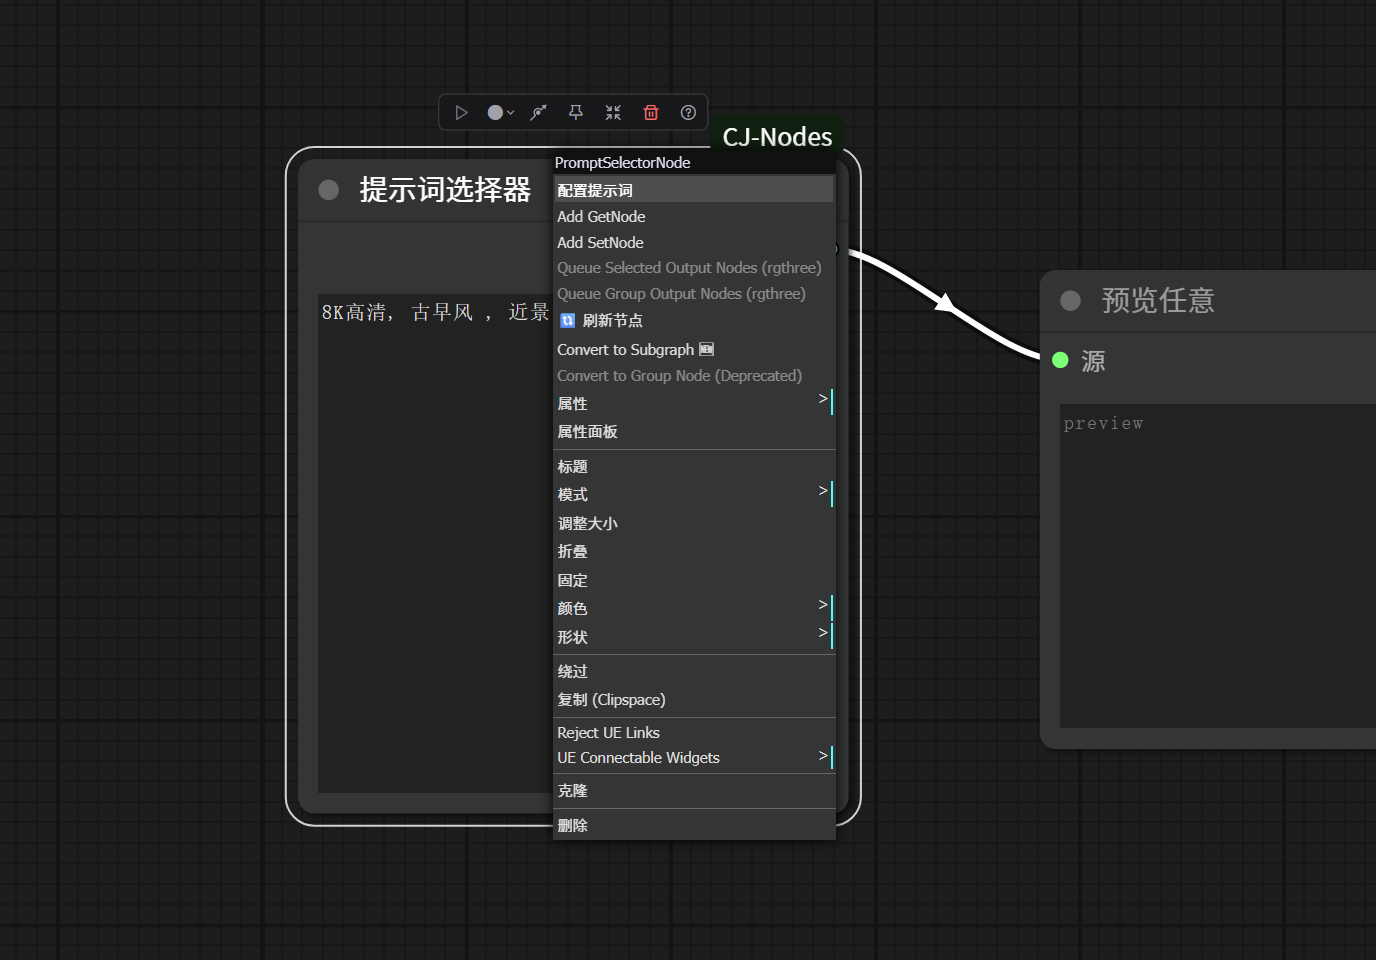 CJ-Nodes
提示词选择器
8K高清, 古早风 , 近景
PromptSelectorNode
配置提示词
Add GetNode
Add SetNode
Queue Selected Output Nodes (rgthree)
Queue Group Output Nodes (rgthree)
刷新节点
Convert to Subgraph 🆕
Convert to Group Node (Deprecated)
属性 >
属性面板
标题
模式 >
调整大小
折叠
固定
颜色 >
形状 >
绕过
复制 (Clipspace)
Reject UE Links
UE Connectable Widgets >
克隆
删除
预览任意
源
preview